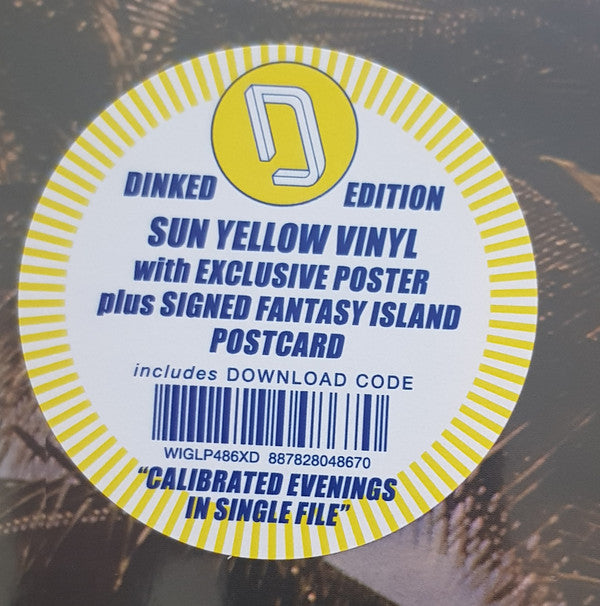 D
DINKED EDITION
SUN YELLOW VINYL
with EXCLUSIVE POSTER
plus SIGNED FANTASY ISLAND
POSTCARD
includes DOWNLOAD CODE
WIGLP486XD 887828048670
"CALIBRATED EVENINGS
IN SINGLE FILE"